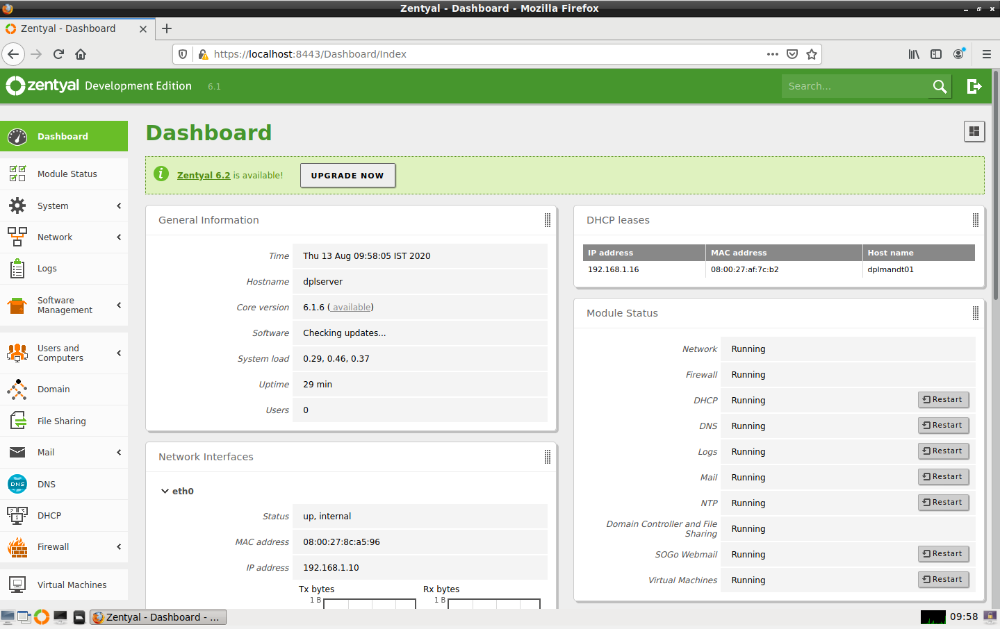 Zentyal - Dashboard - Mozilla Firefox
Zentyal - Dashboard
https://localhost:8443/Dashboard/Index
zentyal Development Edition 6.1
Search...
Dashboard
Module Status
System
Network
Logs
Software
Management
Users and
Computers
Domain
File Sharing
Mail
DNS
DNS
DHCP
Firewall
Virtual Machines
Dashboard
Zentyal 6.2 is available!
UPGRADE NOW
General Information
Time Thu 13 Aug 09:58:05 IST 2020
Hostname dplserver
Core version 6.1.6 ( available)
Software Checking updates...
System load 0.29, 0.46, 0.37
Uptime 29 min
Users 0
Network Interfaces
eth0
Status up, internal
MAC address 08:00:27:8c:a5:96
IP address 192.168.1.10
Tx bytes Rx bytes
1 B 1 B
DHCP leases
IP address MAC address Host name
192.168.1.16 08:00:27:af:7c:b2 dplmandt01
Module Status
Network Running
Firewall Running
DHCP Running Restart
DNS Running Restart
Logs Running Restart
Mail Running Restart
NTP Running Restart
Domain Controller and File
Sharing Running
SOGo Webmail Running Restart
Virtual Machines Running Restart
Zentyal - Dashboard - ...
09:58